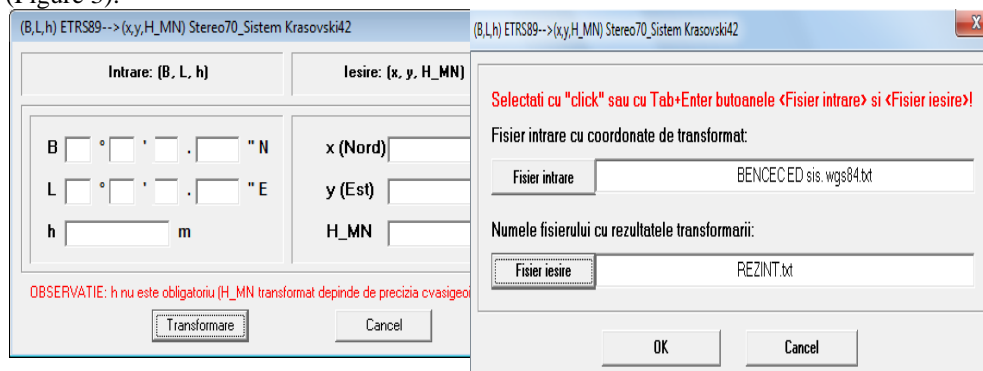 (Figure 3).
(B,L,h) ETRS89-->(x,y,H_MN) Stereo70_Sistem Krasovski42
Intrare: (B, L, h)
Iesire: (x, y, H_MN)
B ° ' . " N
L ° ' . " E
h m
x (Nord)
y (Est)
H_MN
OBSERVATIE: h nu este obligatoriu (H_MN transformat depinde de precizia cvasigeoi
Transformare
Cancel
(B,L,h) ETRS89-->(x,y,H_MN) Stereo70_Sistem Krasovski42
X
Selectati cu "click" sau cu Tab+Enter butoanele <Fisier intrare> si <Fisier iesire>!
Fisier intrare cu coordonate de transformat:
Fisier intrare BENCEC ED sis. wgs84.txt
Numele fisierului cu rezultatele transformarii:
Fisier iesire REZINT.txt
OK
Cancel